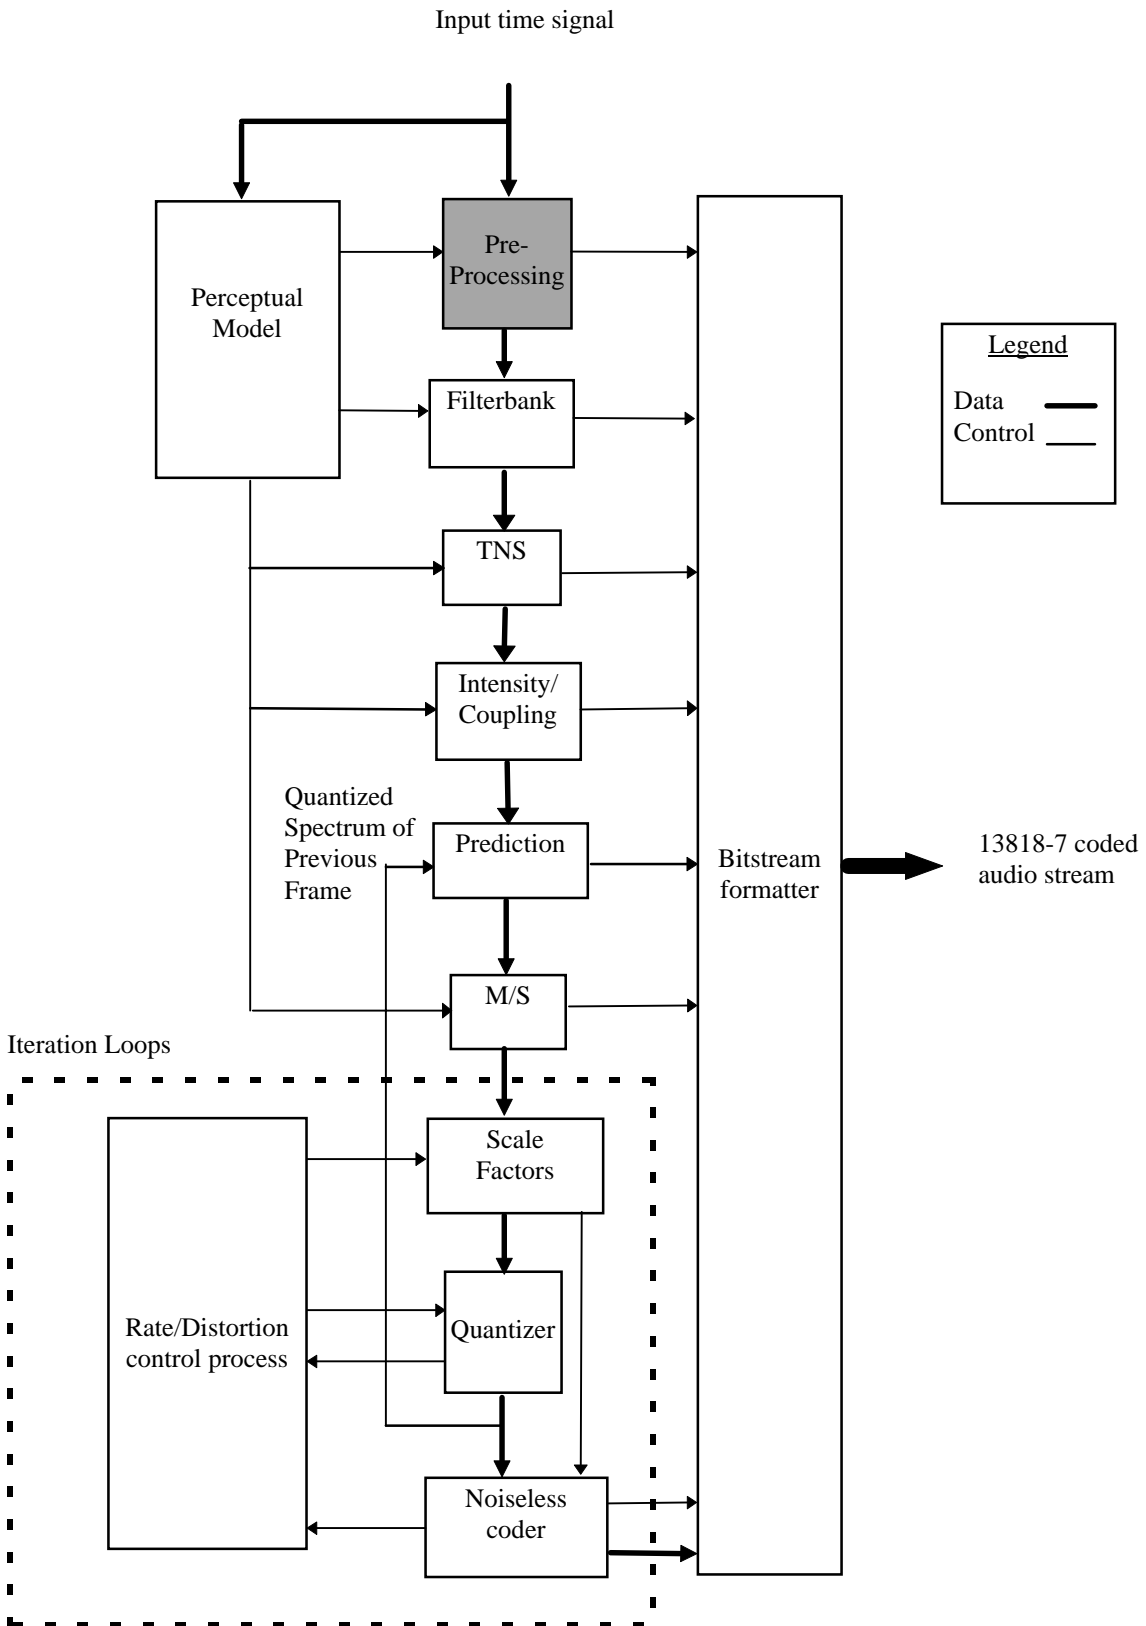 Input time signal
Pre-
Processing
Perceptual
Model
Legend
Data
Control
Filterbank
TNS
Intensity/
Coupling
Quantized
Spectrum of
Previous
Frame
Prediction
Bitstream
formatter
13818-7 coded
audio stream
M/S
Iteration Loops
Scale
Factors
Rate/Distortion
control process
Quantizer
Noiseless
coder